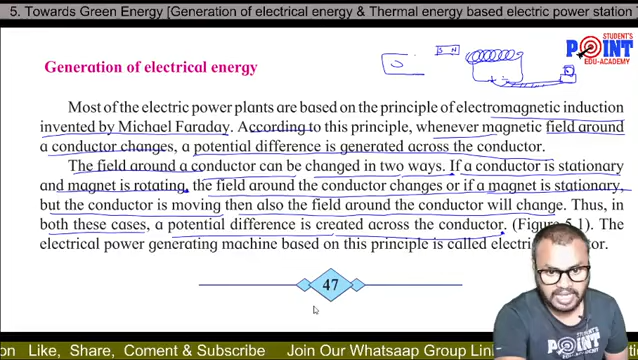 5. Towards Green Energy [Generation of electrical energy & Thermal energy based electric power station
STUDENT'S
POINT
EDU-ACADEMY
S N
Generation of electrical energy
Most of the electric power plants are based on the principle of electromagnetic induction
invented by Michael Faraday. According to this principle, whenever magnetic field around
a conductor changes, a potential difference is generated across the conductor.
The field around a conductor can be changed in two ways. If a conductor is stationary
and magnet is rotating, the field around the conductor changes or if a magnet is stationary,
but the conductor is moving then also the field around the conductor will change. Thus, in
both these cases, a potential difference is created across the conductor. (Figure 5.1). The
electrical power generating machine based on this principle is called
47
STUDENT'S
POINT
on Like, Share, Coment & Subscribe Join Our Whatsaap Group